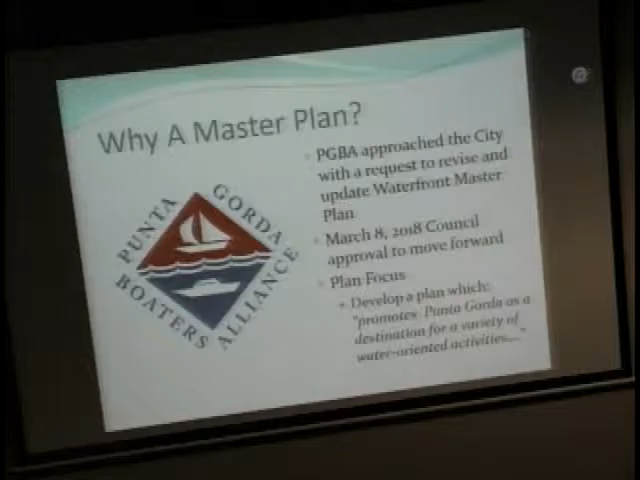 Why A Master Plan?
PUNTA GORDA
BOATERS ALLIANCE
PGBA approached the City
with a request to revise and
update Waterfront Master
Plan
March 8, 2018 Council
approval to move forward
Plan Focus
Develop a plan which:
"promotes Punta Gorda as a
destination for a variety of
water-oriented activities...."